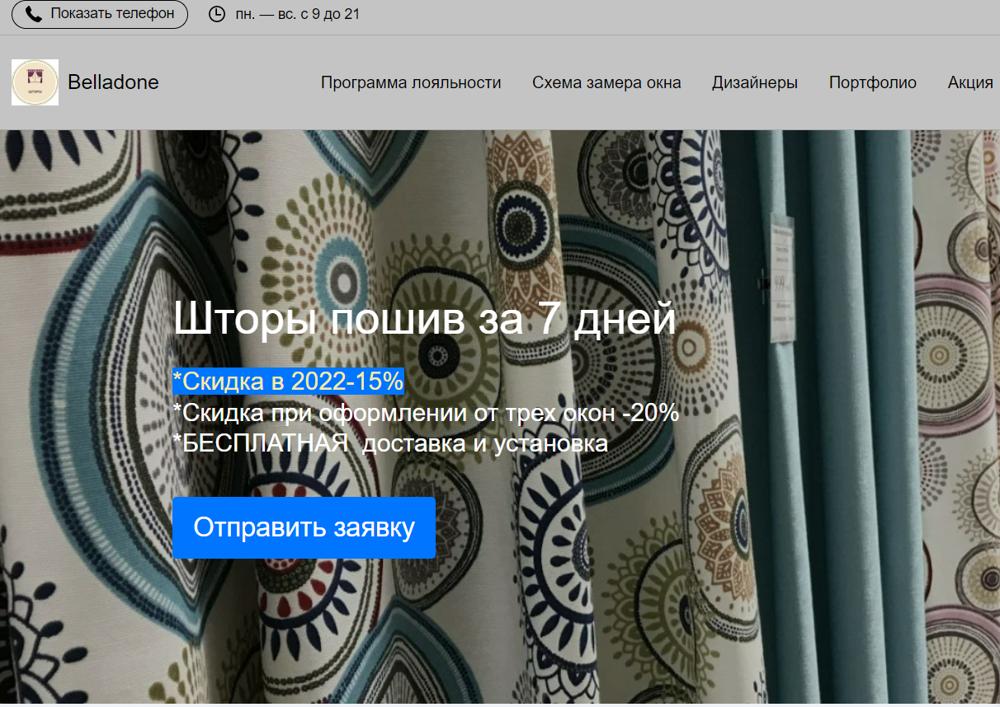 Показать телефон
пн. — вс. с 9 до 21
Belladone
Программа лояльности
Схема замера окна
Дизайнеры
Портфолио
Акция
Шторы пошив за 7 дней
*Скидка в 2022-15%
*Скидка при оформлении от трех окон -20%
*БЕСПЛАТНАЯ  доставка и установка
Отправить заявку